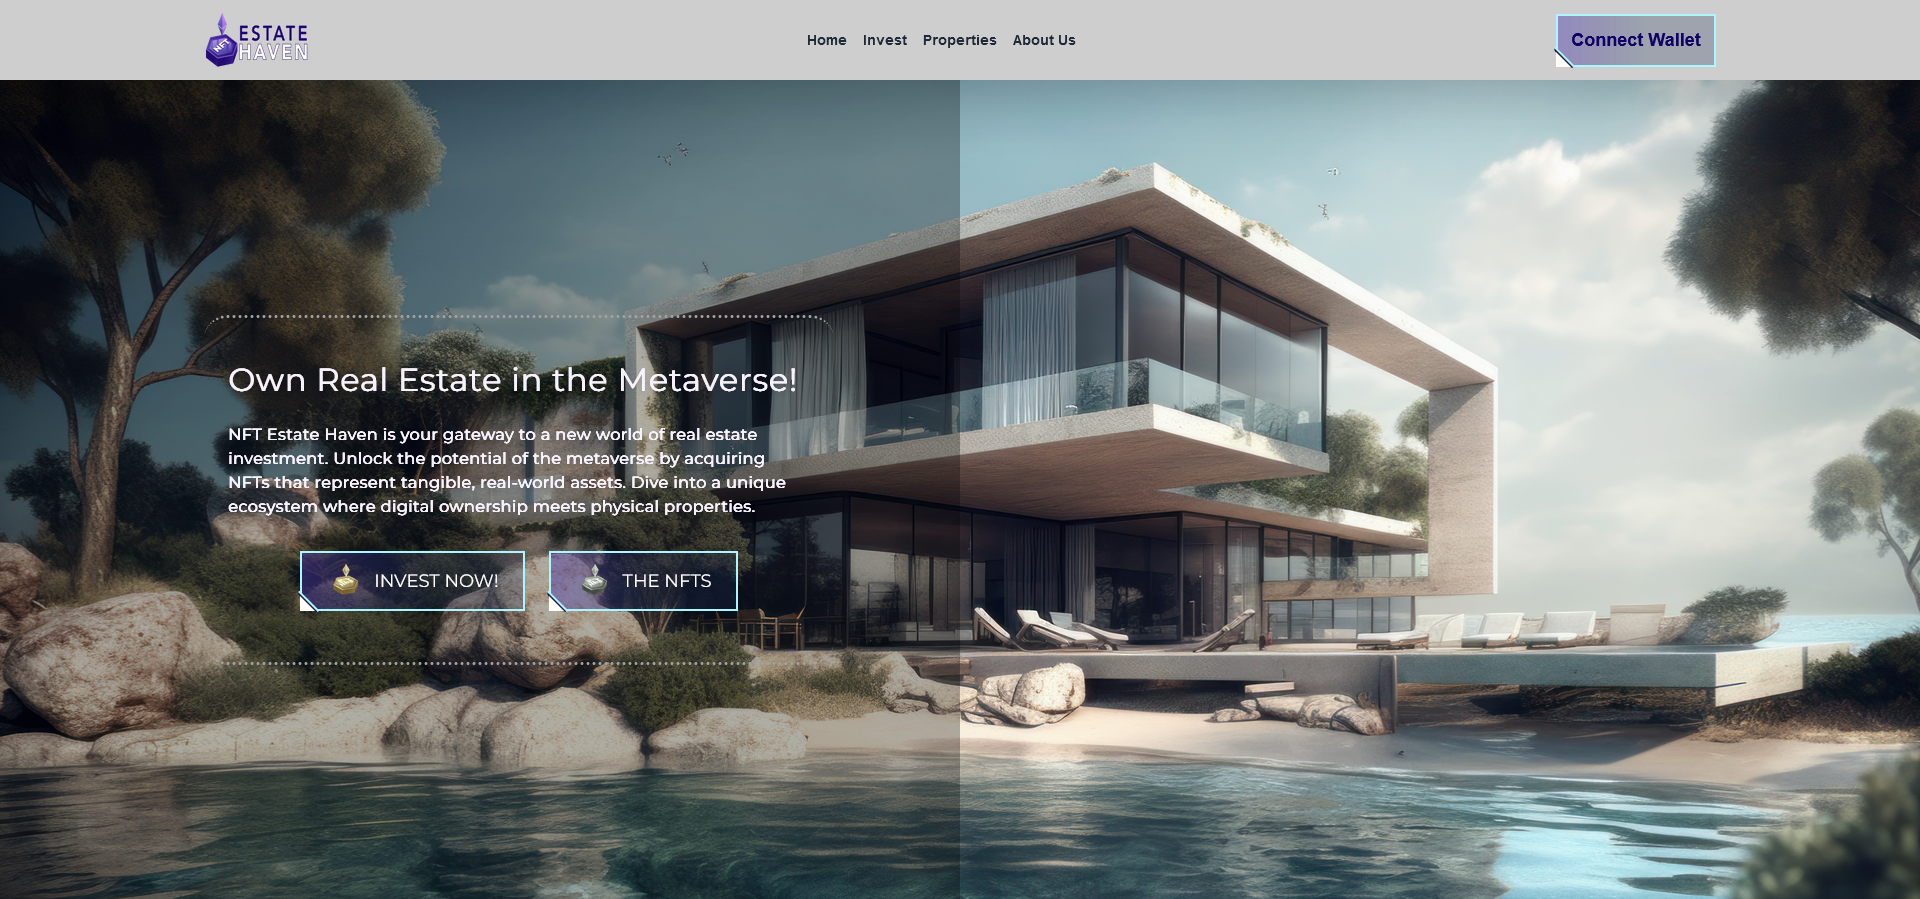 NFT
ESTATE
HAVEN
Home Invest Properties About Us
Connect Wallet
Own Real Estate in the Metaverse!
NFT Estate Haven is your gateway to a new world of real estate
investment. Unlock the potential of the metaverse by acquiring
NFTs that represent tangible, real-world assets. Dive into a unique
ecosystem where digital ownership meets physical properties.
INVEST NOW! THE NFTS